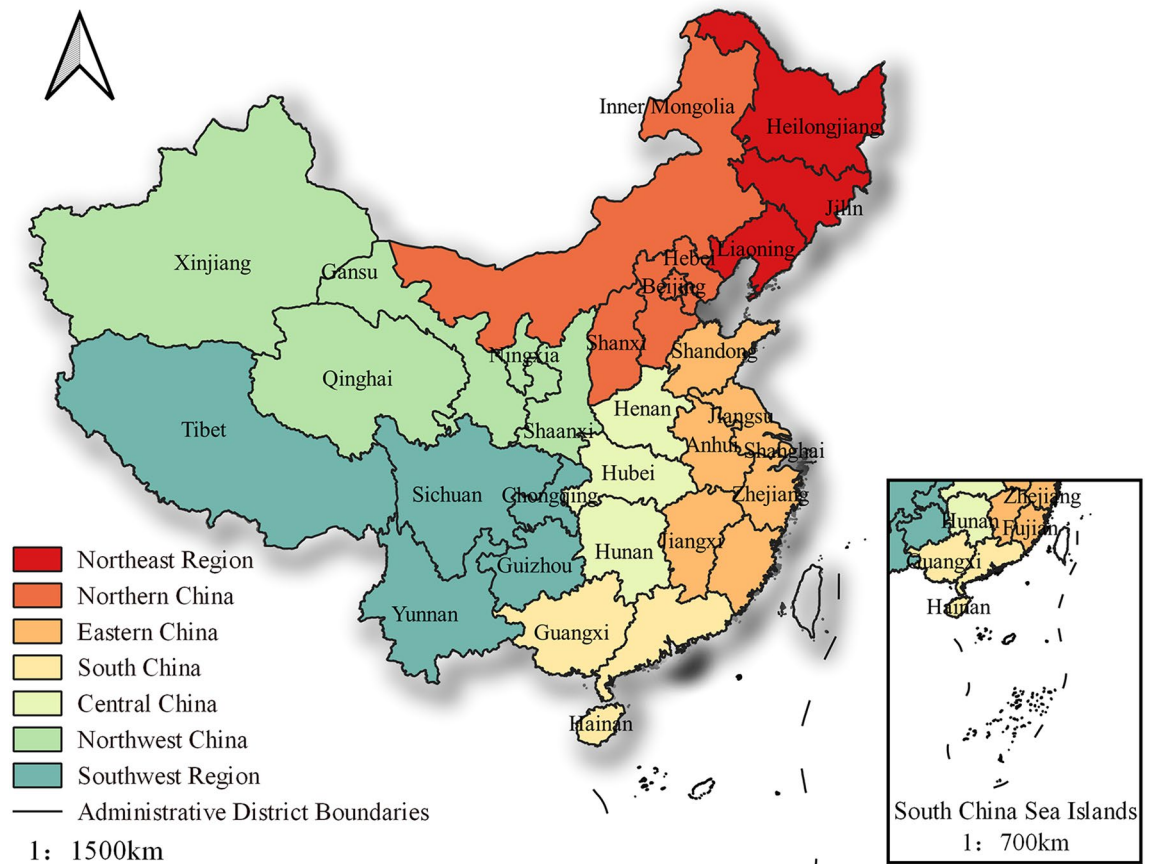 Inner Mongolia
Heilongjiang
Jilin
Liaoning
Xinjiang
Gansu
Hebei
Beijing
Ningxia
Shanxi
Shandong
Qinghai
Henan
Jiangsu
Tibet
Shaanxi
Anhui
Shanghai
Hubei
Sichuan
Chongqing
Zhejiang
Hunan
Jiangxi
Guizhou
Yunnan
Guangxi
Hainan
Northeast Region
Northern China
Eastern China
South China
Central China
Northwest China
Southwest Region
Administrative District Boundaries
1: 1500km
Zhejiang
Hunan
Fujian
Guangxi
Hainan
South China Sea Islands
1: 700km